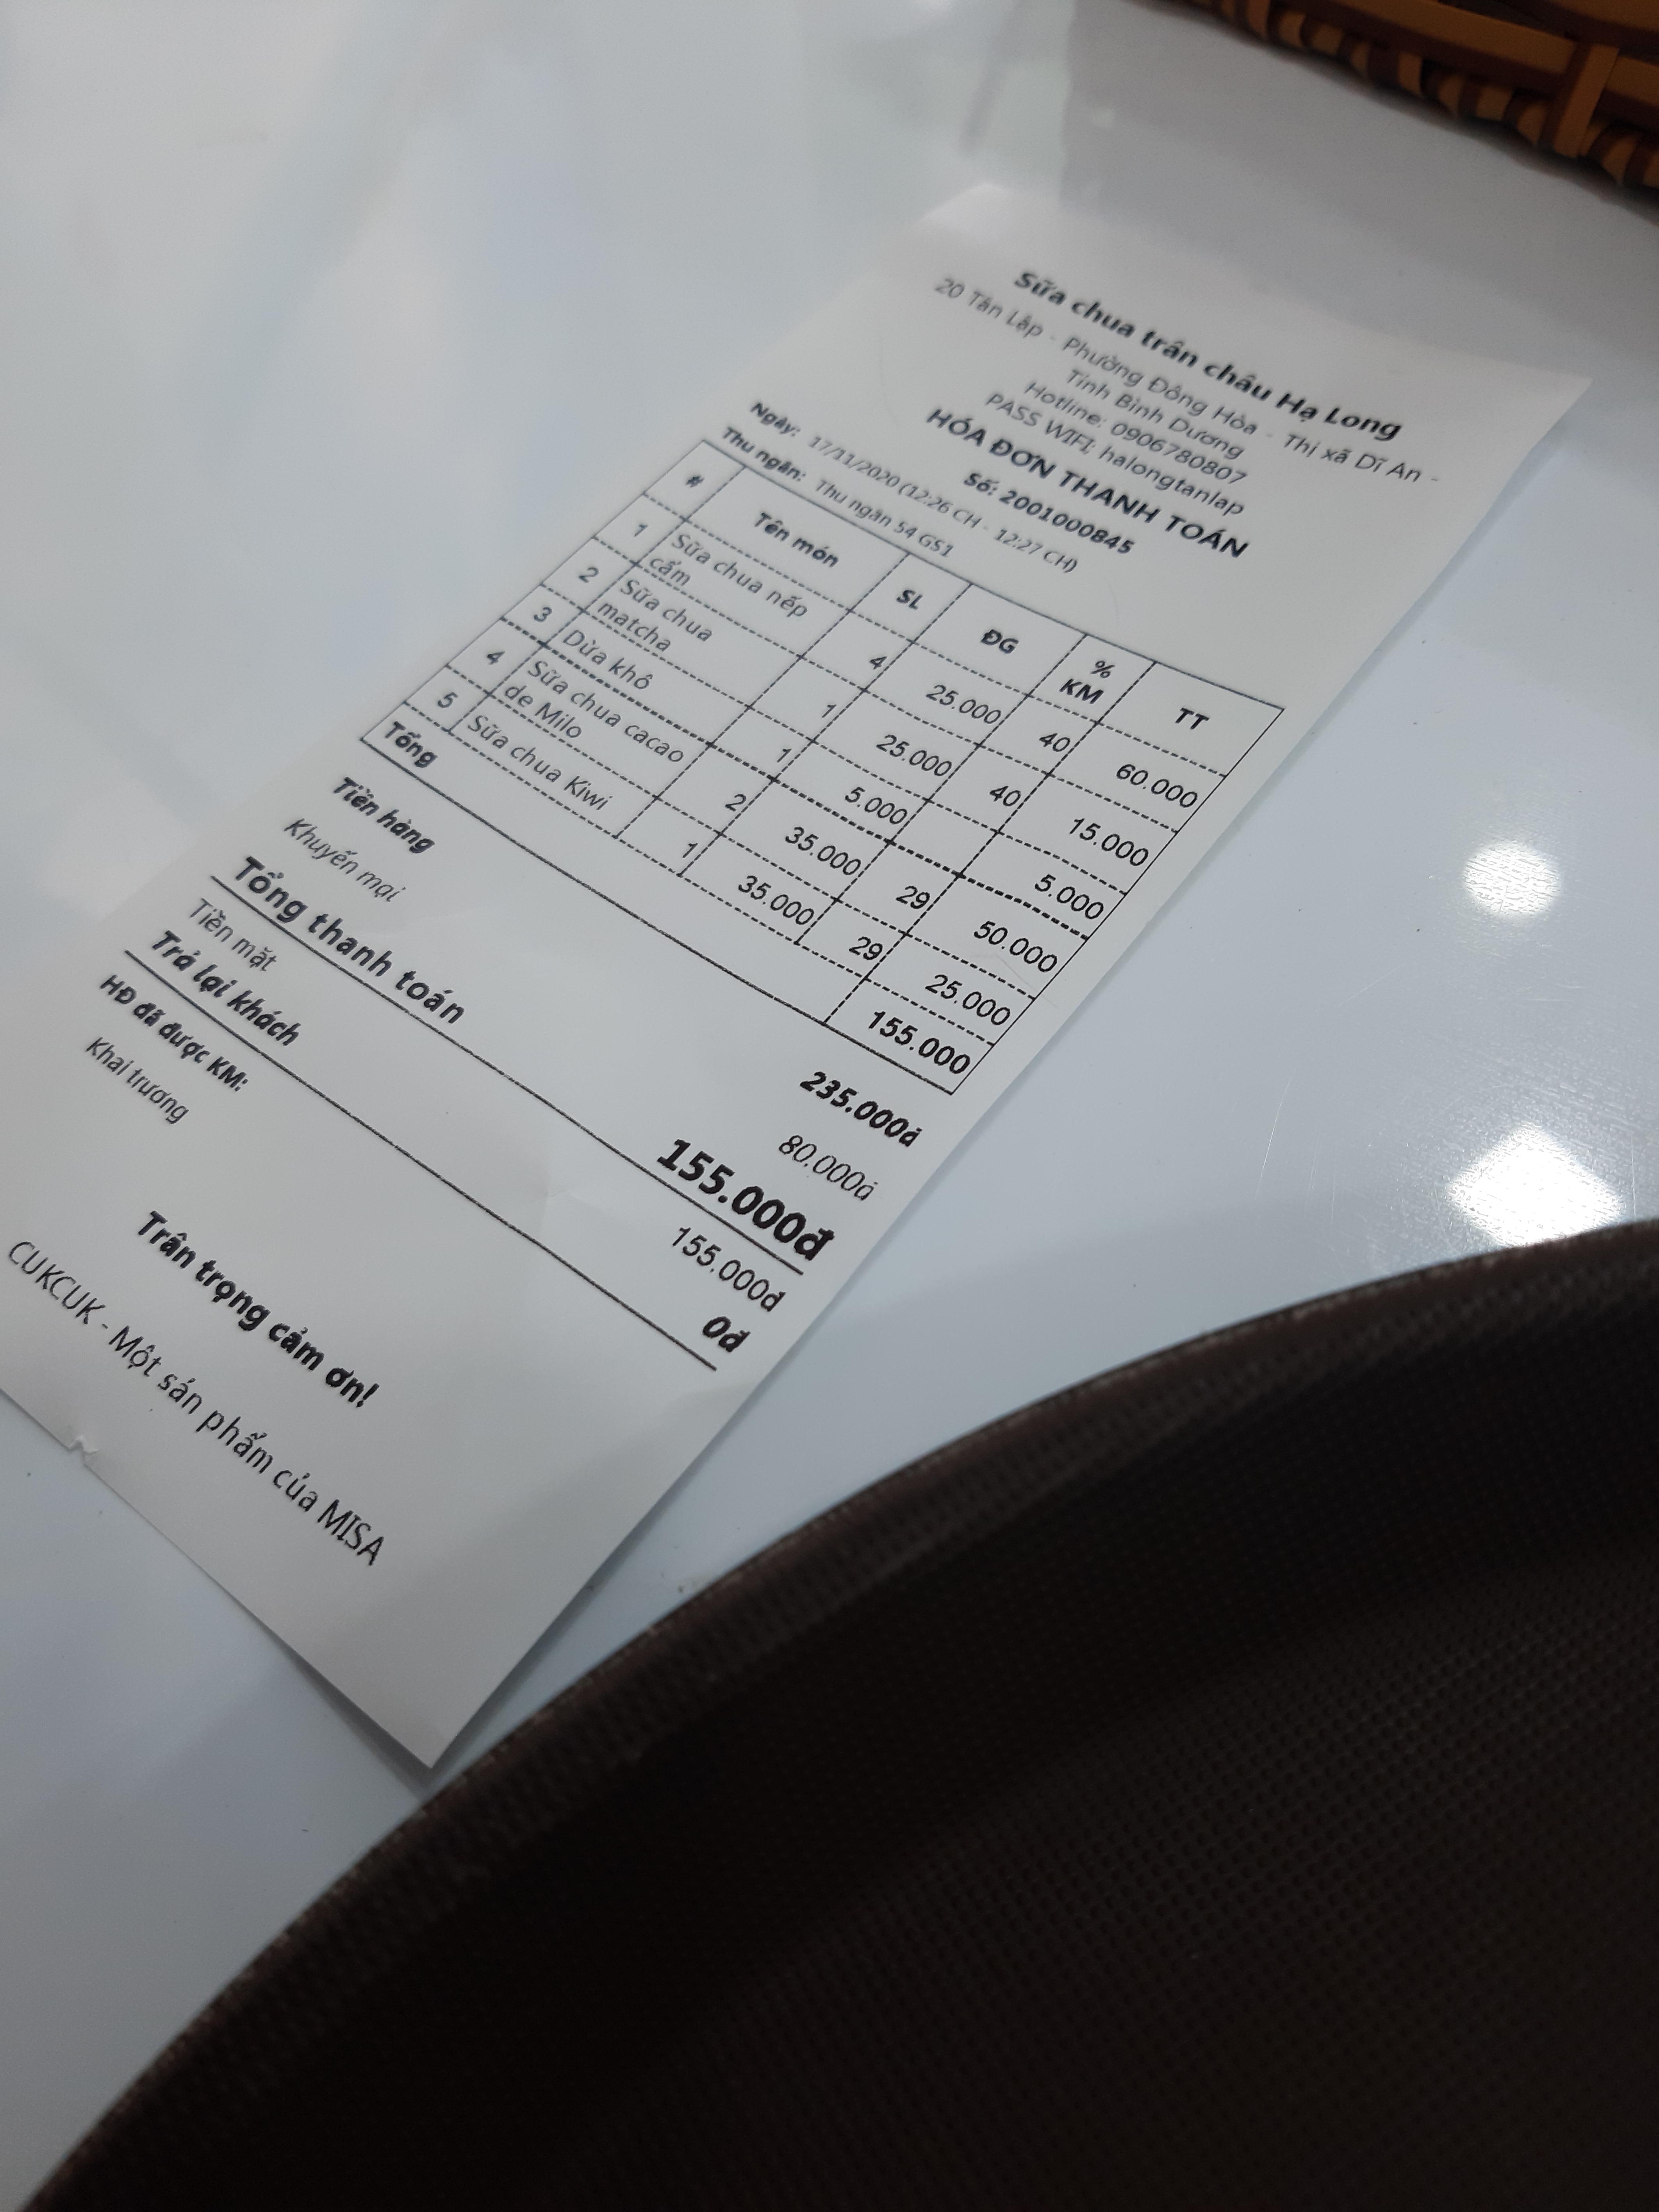 Sữa chua trân châu Hạ Long
20 Tân Lập - Phường Đông Hòa - Thị xã Dĩ An -
Tỉnh Bình Dương
Hotline: 0906780807
PASS WIFI: halongtanlap
HÓA ĐƠN THANH TOÁN
Số: 2001000845
Ngày: 17/11/2020 (12:26 CH - 12:27 CH)
Thu ngân: Thu ngân 54 GS1
# Tên món SL ĐG % KM TT
1 Sữa chua nếp 4 25.000 40 60.000
cẩm
2 Sữa chua 1 25.000 40 15.000
matcha
3 Dừa khô 1 5.000 5.000
4 Sữa chua cacao 2 35.000 29 50.000
de Milo
5 Sữa chua Kiwi 1 35.000 29 25.000
Tổng 155.000
Tiền hàng 235.000đ
Khuyến mại 80.000đ
Tổng thanh toán 155.000đ
Tiền mặt 155.000đ
Trả lại khách 0đ
HĐ đã được KM:
Khai trương
Trân trọng cảm ơn!
CUKCUK - Một sản phẩm của MISA